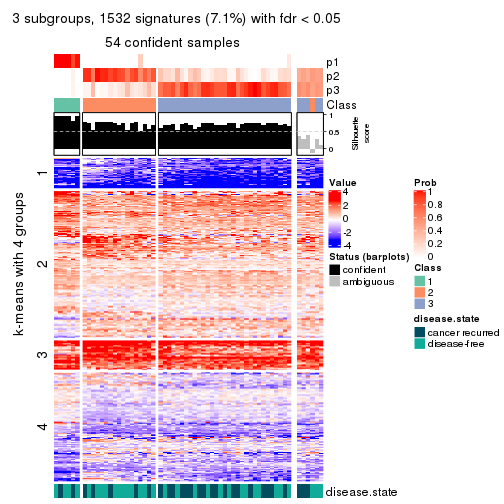 3 subgroups, 1532 signatures (7.1%) with fdr < 0.05
54 confident samples
p1
p2
p3
Class
1
0.5
0
Silhouette
score
k-means with 4 groups
1
2
3
4
Value
4
2
0
-2
-4
Status (barplots)
confident
ambiguous
Prob
1
0.8
0.6
0.4
0.2
0
Class
1
2
3
disease.state
cancer recurred
disease-free
disease.state